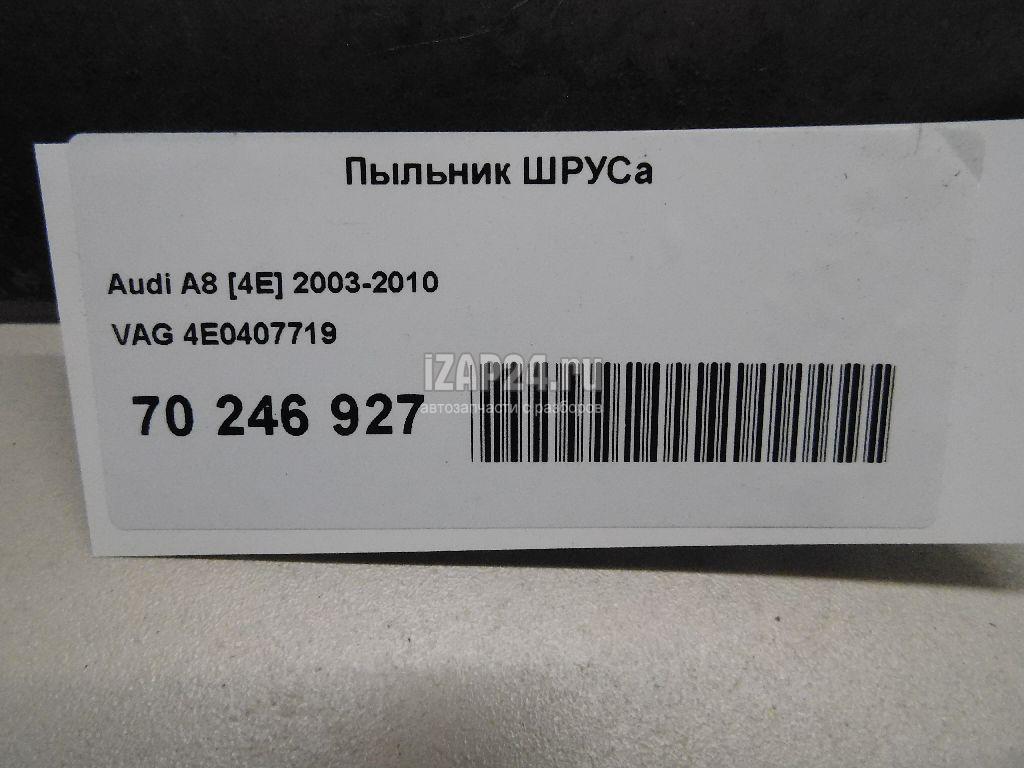 Пыльник ШРУСа
Audi A8 [4E] 2003-2010
VAG 4E0407719
iZAP24.ru
70 246 927
автозапчасти с разборов